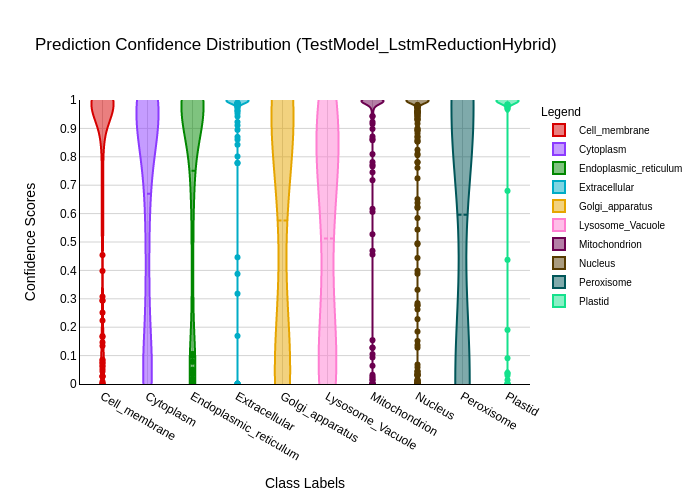 Prediction Confidence Distribution (TestModel_LstmReductionHybrid)
Confidence Scores
1
0.9
0.8
0.7
0.6
0.5
0.4
0.3
0.2
0.1
0
Cell_membrane
Cytoplasm
Endoplasmic_reticulum
Extracellular
Golgi_apparatus
Lysosome_Vacuole
Mitochondrion
Nucleus
Peroxisome
Plastid
Class Labels
Legend
Cell_membrane
Cytoplasm
Endoplasmic_reticulum
Extracellular
Golgi_apparatus
Lysosome_Vacuole
Mitochondrion
Nucleus
Peroxisome
Plastid